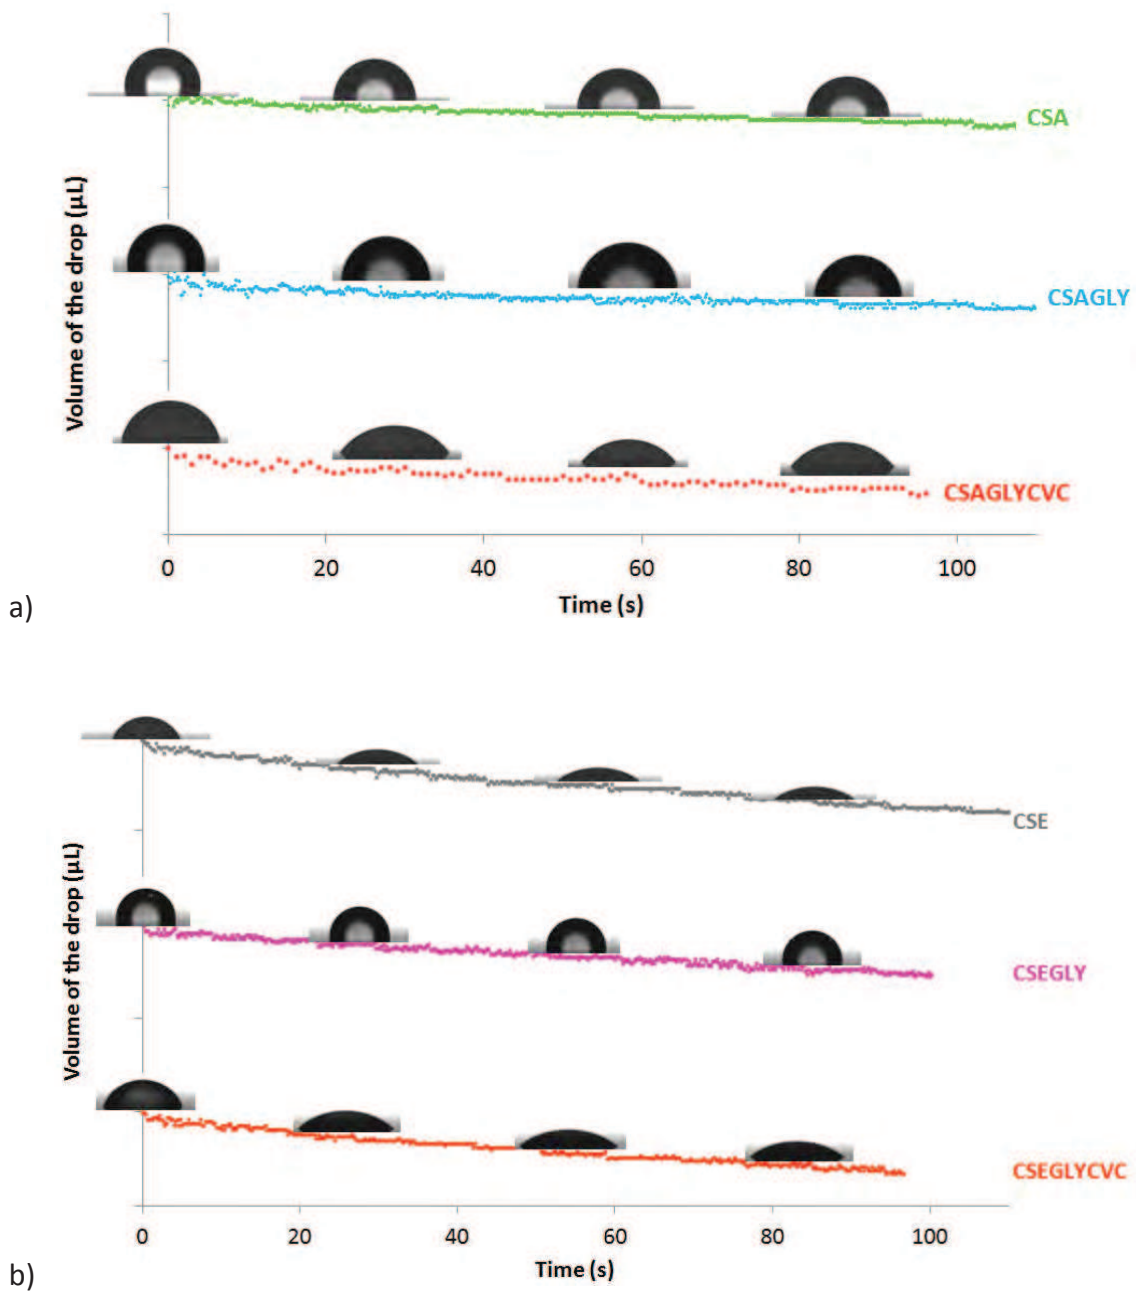 CSA
Volume of the drop (µL)
CSAGLY
CSAGLYCVC
0 20 40 60 80 100
Time (s)
a)
CSE
Volume of the drop (µL)
CSEGLY
CSEGLYCVC
0 20 40 60 80 100
Time (s)
b)